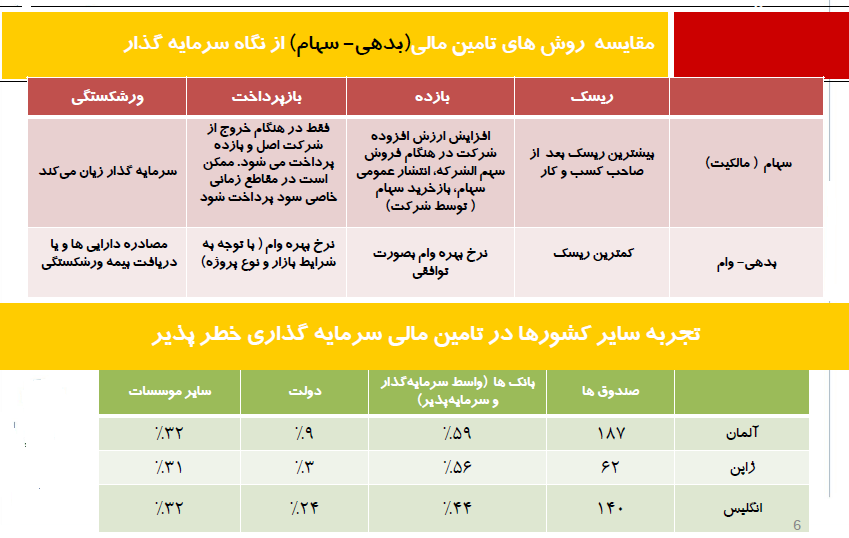 مقایسه روش های تامین مالی(بدهی- سهام) از نگاه سرمایه گذار
ریسک
بازده
بازپرداخت
ورشکستگی
سهام ( مالکیت)
بیشترین ریسک بعد از
صاحب کسب و کار
افزایش ارزش افزوده
شرکت در هنگام فروش
سهم الشرکه، انتشار عمومی
سهام، بازخرید سهام
( توسط شرکت)
فقط در هنگام خروج از
شرکت اصل و بازده
پرداخت می شود. ممکن
است در مقاطع زمانی
خاصی سود پرداخت شود
سرمایه گذار زیان می‌کند
بدهی- وام
کمترین ریسک
نرخ بهره وام بصورت
توافقی
نرخ بهره وام ( با توجه به
شرایط بازار و نوع پروژه)
مصادره دارایی ها و یا
دریافت بیمه ورشکستگی
تجربه سایر کشورها در تامین مالی سرمایه گذاری خطر پذیر
صندوق ها
بانک ها (واسط سرمایه‌گذار
و سرمایه‌پذیر)
دولت
سایر موسسات
آلمان
۱۸۷
٪۵۹
٪۹
٪۳۲
ژاپن
۶۲
٪۵۶
٪۳
٪۳۱
انگلیس
۱۴۰
٪۴۴
٪۲۴
٪۳۲
6